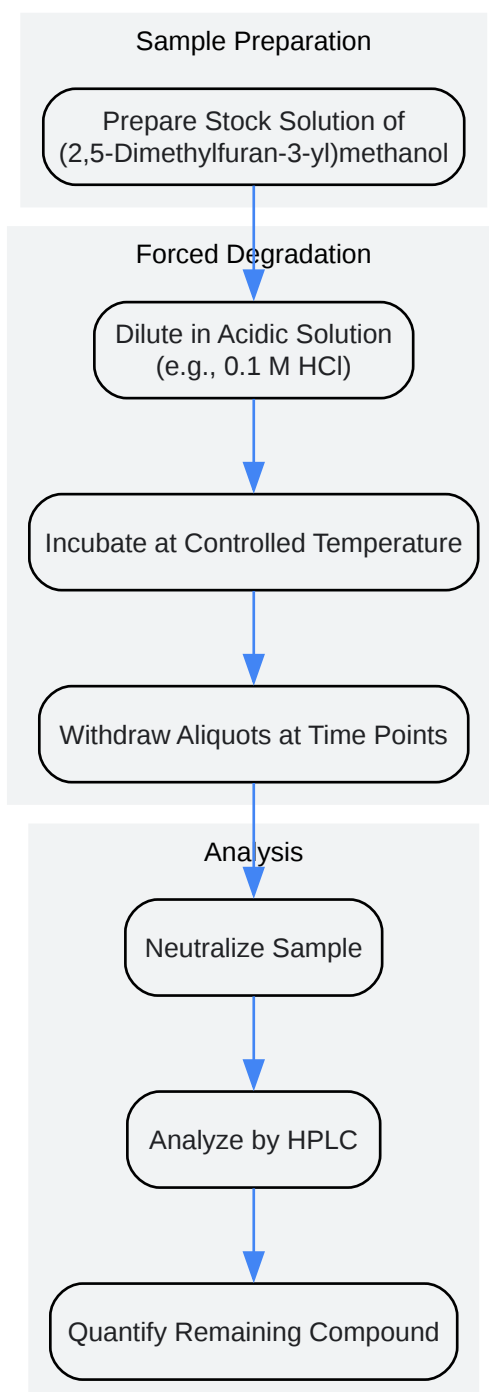 Sample Preparation
Prepare Stock Solution of
(2,5-Dimethylfuran-3-yl)methanol
Forced Degradation
Dilute in Acidic Solution
(e.g., 0.1 M HCl)
Incubate at Controlled Temperature
Withdraw Aliquots at Time Points
Analysis
Neutralize Sample
Analyze by HPLC
Quantify Remaining Compound